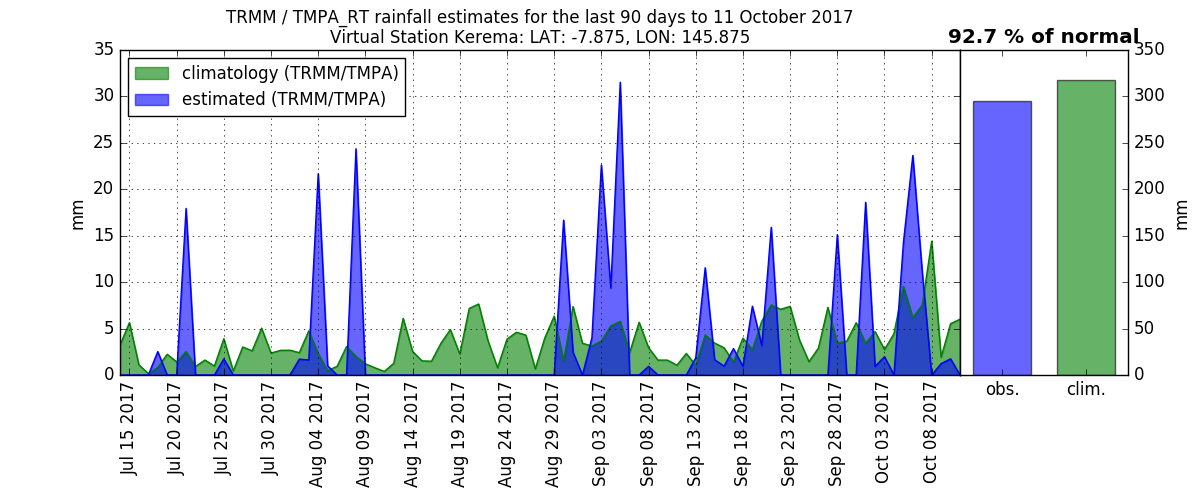 TRMM / TMPA_RT rainfall estimates for the last 90 days to 11 October 2017
Virtual Station Kerema: LAT: -7.875, LON: 145.875
92.7 % of normal
climatology (TRMM/TMPA)
estimated (TRMM/TMPA)
35
30
25
20
15
10
5
0
mm
350
300
250
200
150
100
50
0
mm
Jul 15 2017
Jul 20 2017
Jul 25 2017
Jul 30 2017
Aug 04 2017
Aug 09 2017
Aug 14 2017
Aug 19 2017
Aug 24 2017
Aug 29 2017
Sep 03 2017
Sep 08 2017
Sep 13 2017
Sep 18 2017
Sep 23 2017
Sep 28 2017
Oct 03 2017
Oct 08 2017
obs.
clim.